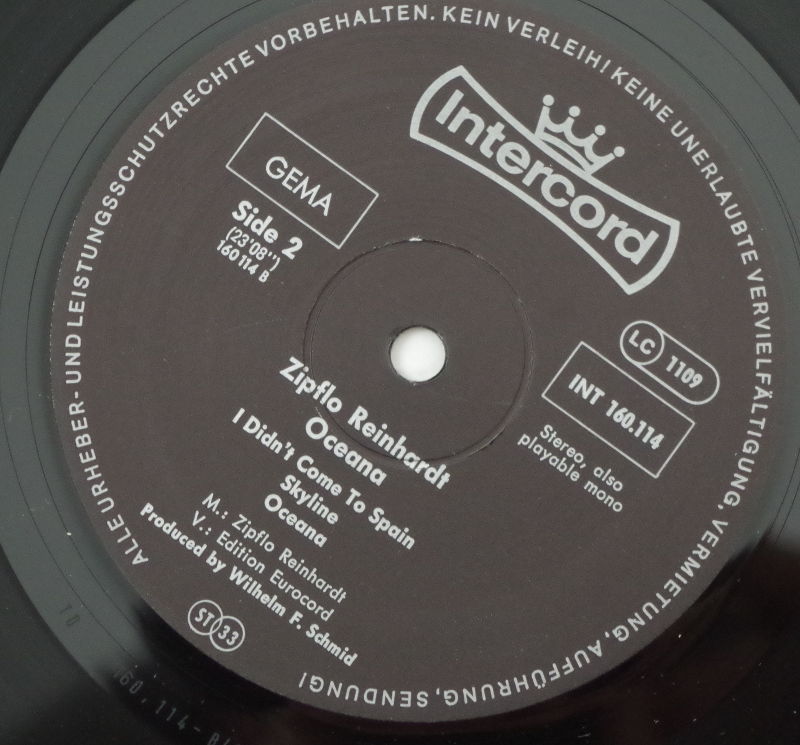 ALLE URHEBER- UND LEISTUNGSSCHUTZRECHTE VORBEHALTEN. KEIN VERLEIH! KEINE UNERLAUBTE VERVIELFÄLTIGUNG, VERMIETUNG, AUFFÜHRUNG, SENDUNG!
Intercord
GEMA
Side 2
(23'08'')
160 114 B
LC 1109
INT 160.114
Stereo, also
playable mono
Zipflo Reinhardt
Oceana
I Didn't Come To Spain
Skyline
Oceana
M.: Zipflo Reinhardt
V.: Edition Eurocord
Produced by Wilhelm F. Schmid
ST 33